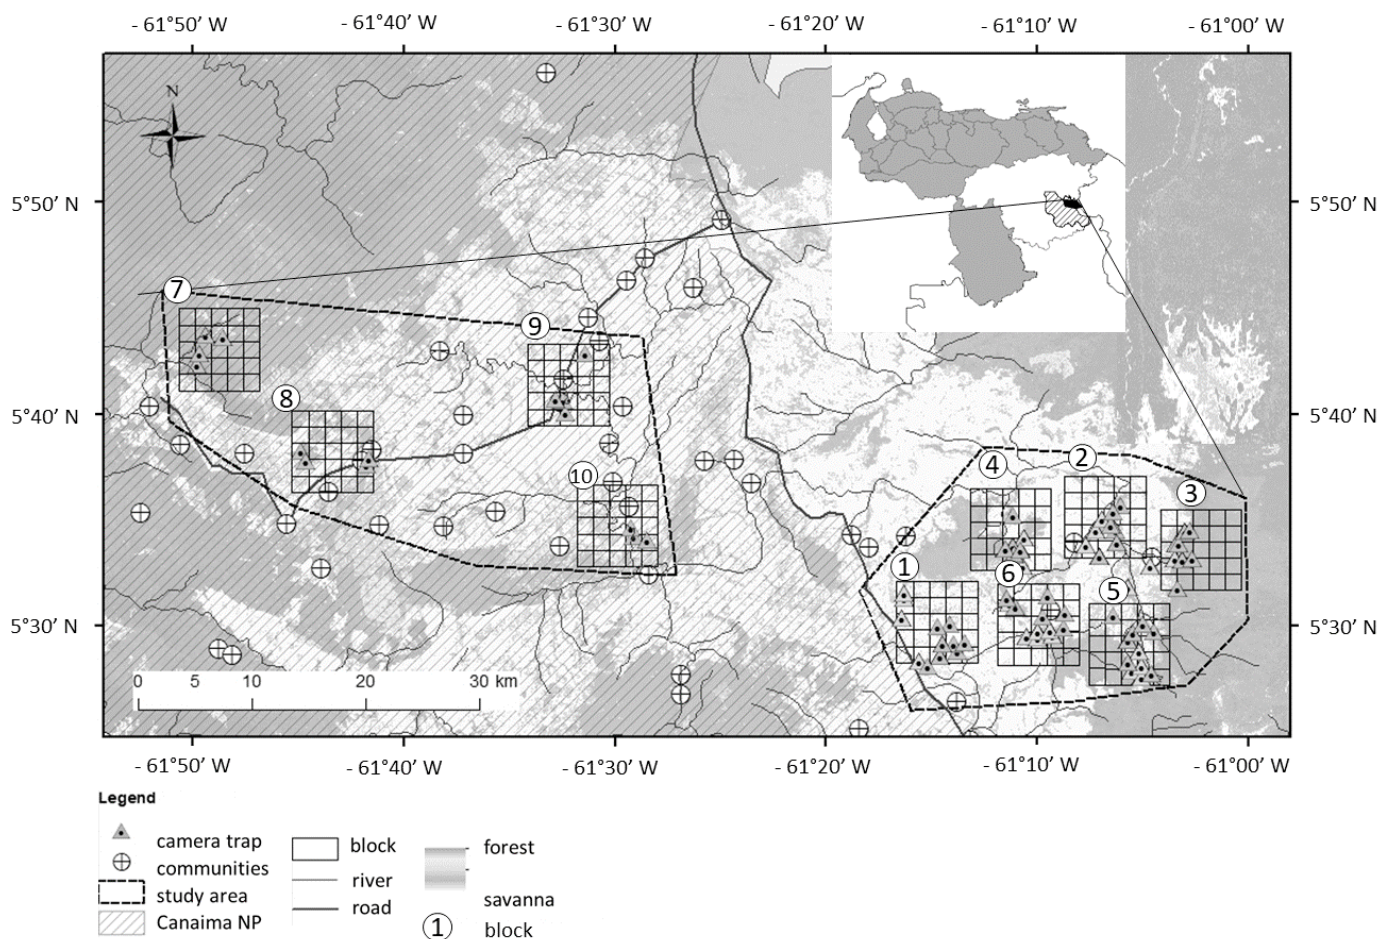 - 61°50’ W
- 61°40’ W
- 61°30’ W
- 61°20’ W
- 61°10’ W
- 61°00’ W
N
5°50’ N
5°50’ N
7
9
8
5°40’ N
5°40’ N
10
4
2
3
1
6
5
5°30’ N
5°30’ N
0 5 10 20 30 km
- 61°50’ W
- 61°40’ W
- 61°30’ W
- 61°20’ W
- 61°10’ W
- 61°00’ W
Legend
camera trap
communities
study area
Canaima NP
block
river
road
forest
savanna
1 block